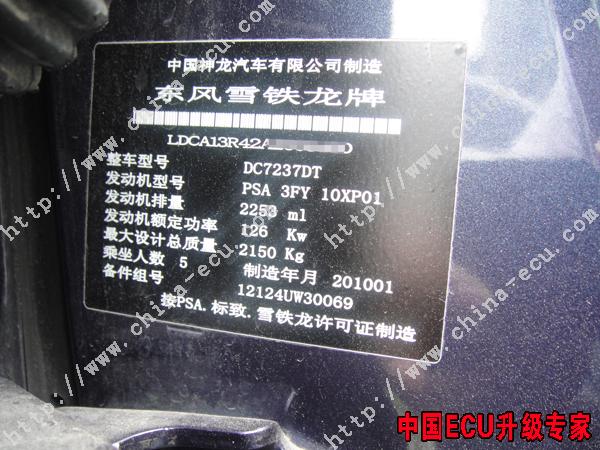 中国神龙汽车有限公司制造
东风雪铁龙牌
LDCA13R42A
整车型号 DC7237DT
发动机型号 PSA 3FY 10XP01
发动机排量 2253 ml
发动机额定功率 126 Kw
最大设计总质量 2150 Kg
乘坐人数 5 制造年月 201001
备件组号 12124UW30069
按PSA.标致.雪铁龙许可证制造
http://www.china-ecu.com
中国ECU升级专家